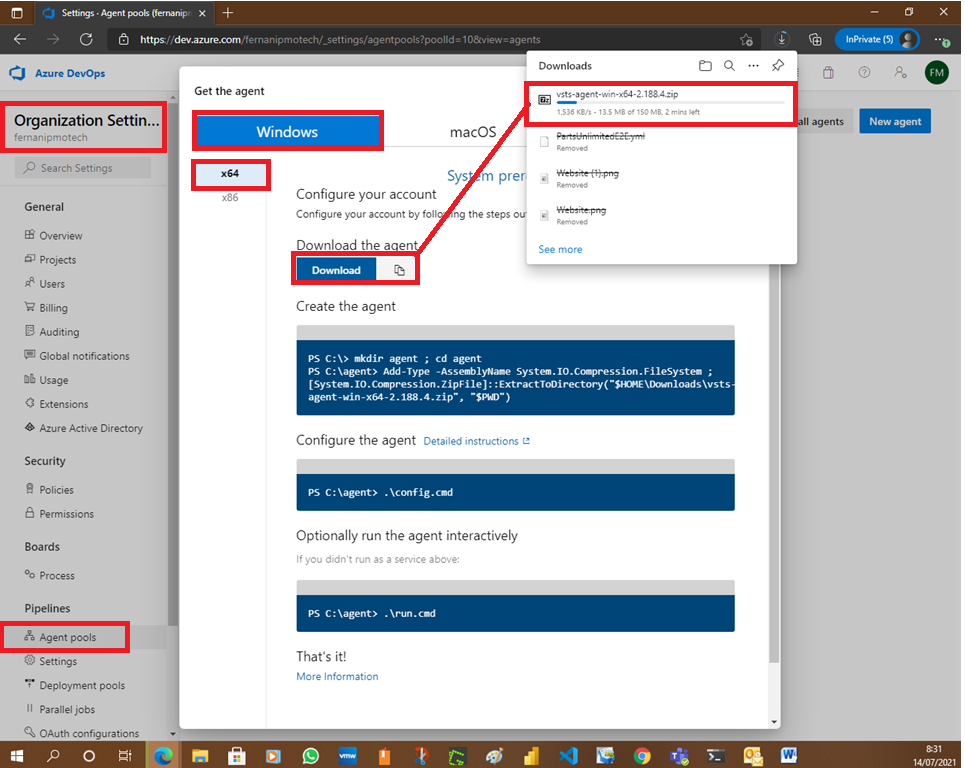 Settings - Agent pools (fernanipm
https://dev.azure.com/fernanipmotech/_settings/agentpools?poolId=10&view=agents
InPrivate (5)
Azure DevOps
FM
Organization Settin...
fernanipmotech
Search Settings
General
Overview
Projects
Users
Billing
Auditing
Global notifications
Usage
Extensions
Azure Active Directory
Security
Policies
Permissions
Boards
Process
Pipelines
Agent pools
Settings
Deployment pools
Parallel jobs
OAuth configurations
Get the agent
Windows
macOS
x64
x86
System prer
Configure your account
Configure your account by following the steps ou
Download the agent
Download
Create the agent
PS C:\> mkdir agent ; cd agent
PS C:\agent> Add-Type -AssemblyName System.IO.Compression.FileSystem ;
[System.IO.Compression.ZipFile]::ExtractToDirectory("$HOME\Downloads\vsts-
agent-win-x64-2.188.4.zip", "$PWD")
Configure the agent Detailed instructions
PS C:\agent> .\config.cmd
Optionally run the agent interactively
If you didn't run as a service above:
PS C:\agent> .\run.cmd
That's it!
More Information
Downloads
vsts-agent-win-x64-2.188.4.zip
1,536 KB/s - 13.5 MB of 150 MB, 2 mins left
PartsUnlimitedE2E.yml
Removed
Website (1).png
Removed
Website.png
Removed
See more
all agents
New agent
vmw
8:31
14/07/2021